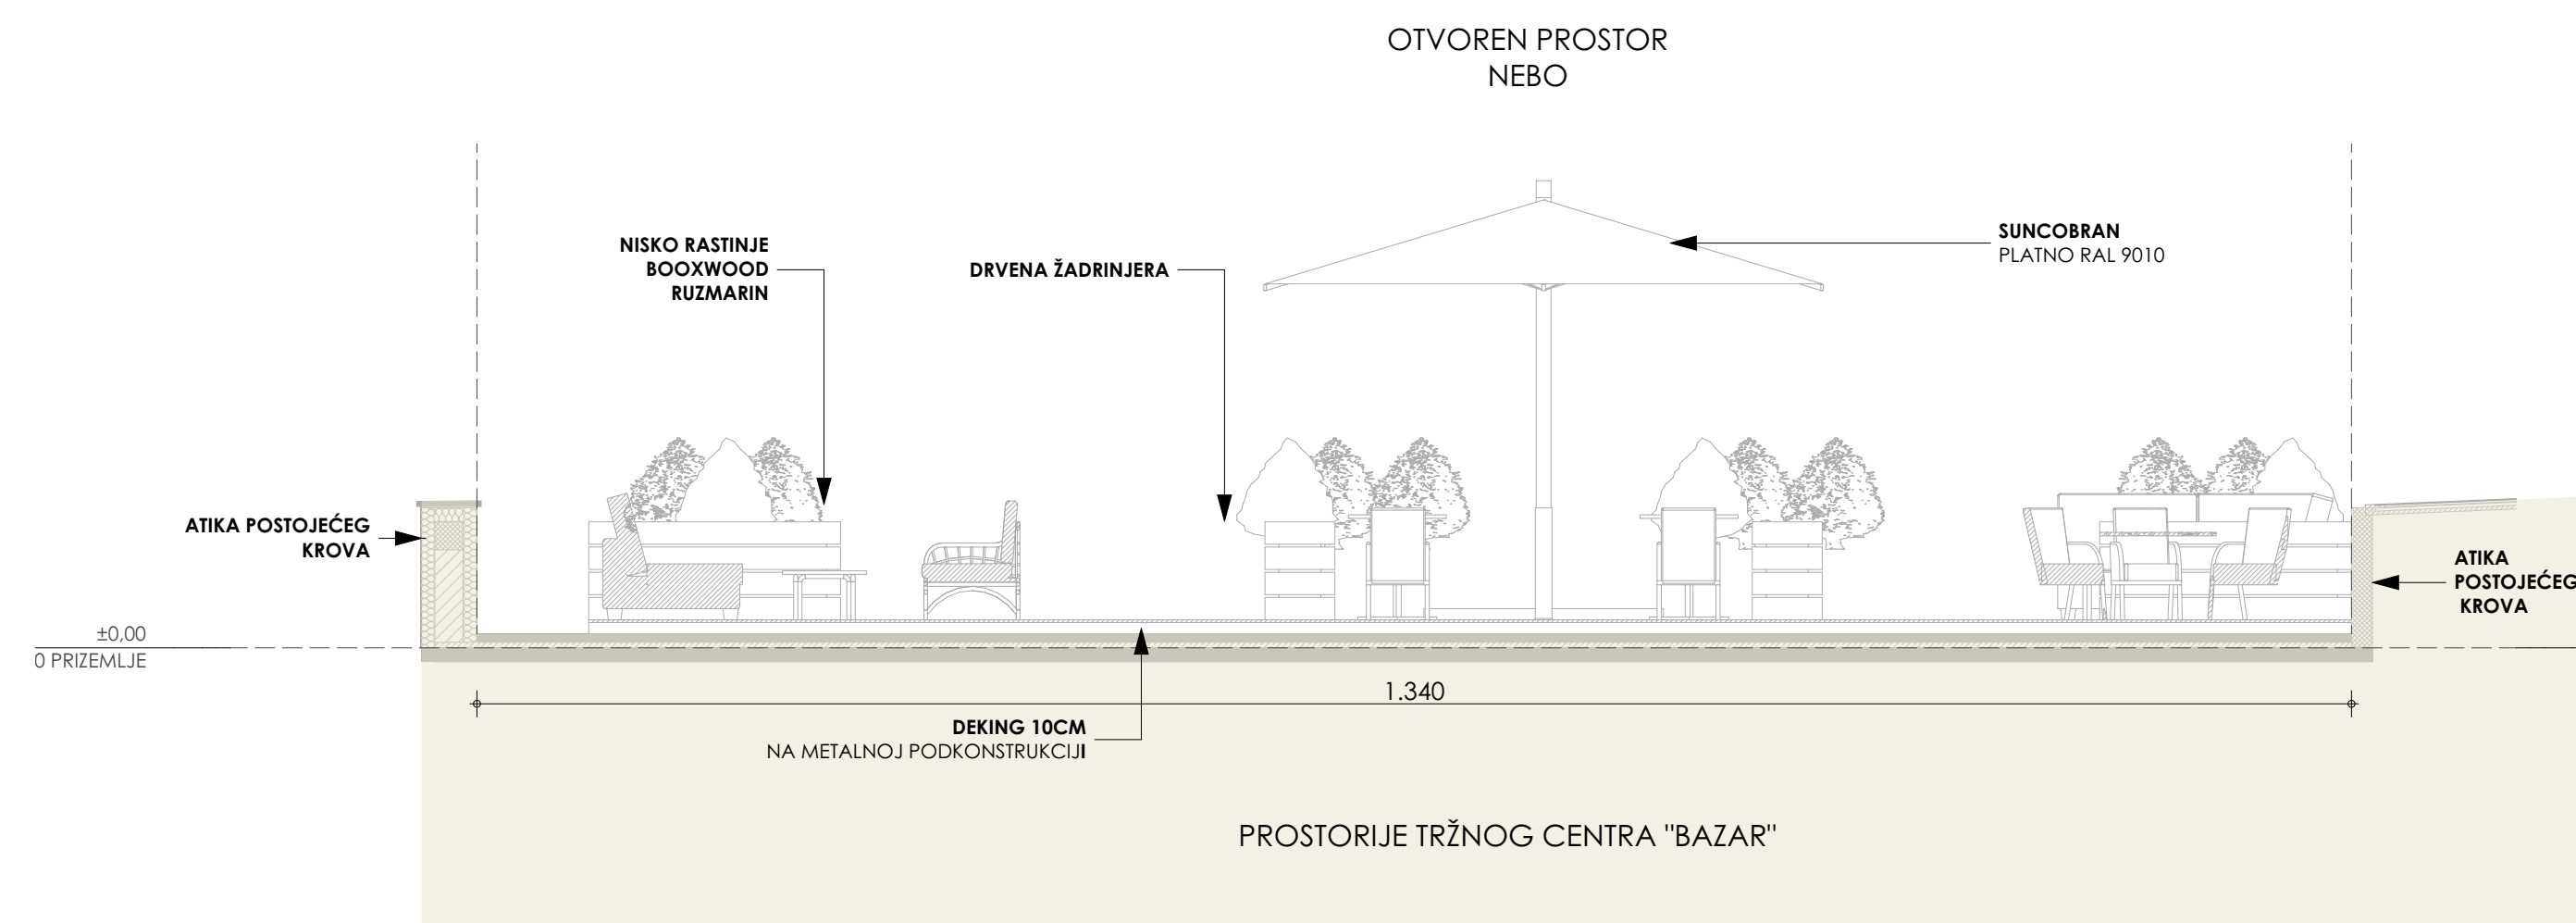 OTVOREN PROSTOR
NEBO
NISKO RASTINJE
BOOXWOOD
RUZMARIN
DRVENA ŽADRINJERA
SUNCOBRAN
PLATNO RAL 9010
ATIKA POSTOJEĆEG
KROVA
ATIKA
POSTOJEĆEG
KROVA
±0,00
0 PRIZEMLJE
1.340
DEKING 10CM
NA METALNOJ PODKONSTRUKCIJI
PROSTORIJE TRŽNOG CENTRA "BAZAR"